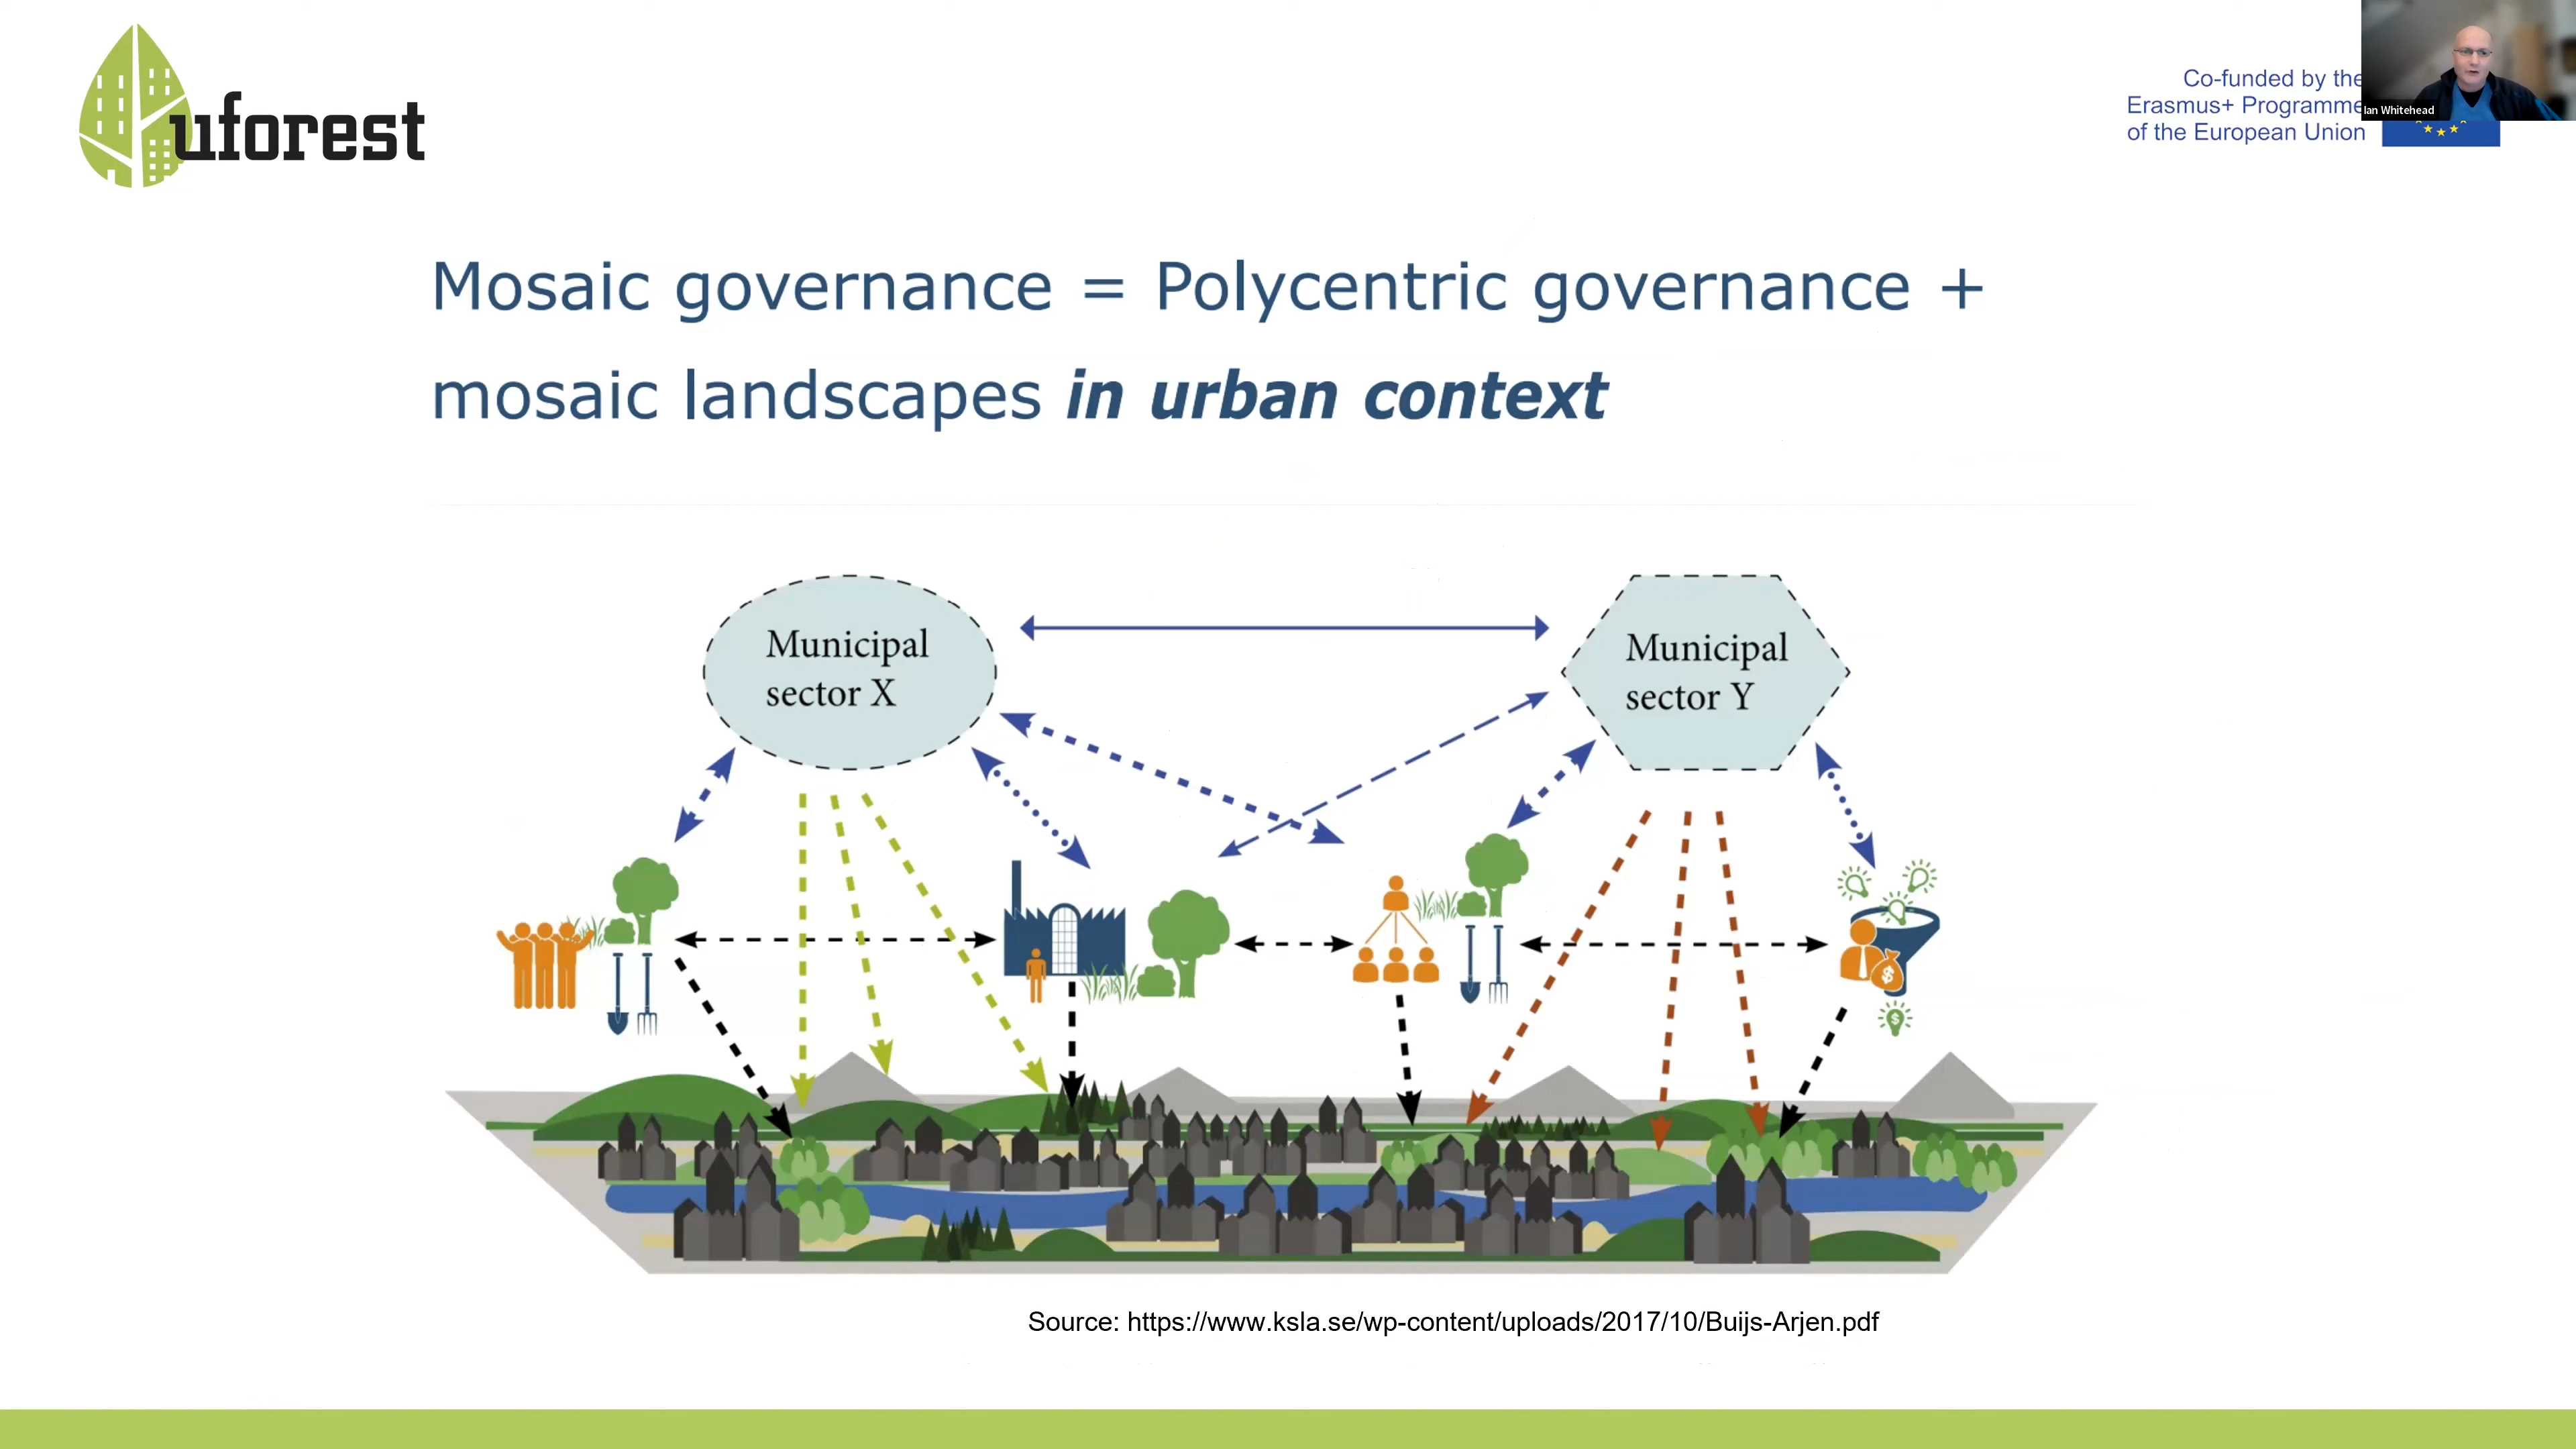 uforest
Co-funded by the
Erasmus+ Programme
of the European Union
Ian Whitehead
Mosaic governance = Polycentric governance +
mosaic landscapes in urban context
Municipal
sector X
Municipal
sector Y
$
$
Source: https://www.ksla.se/wp-content/uploads/2017/10/Buijs-Arjen.pdf